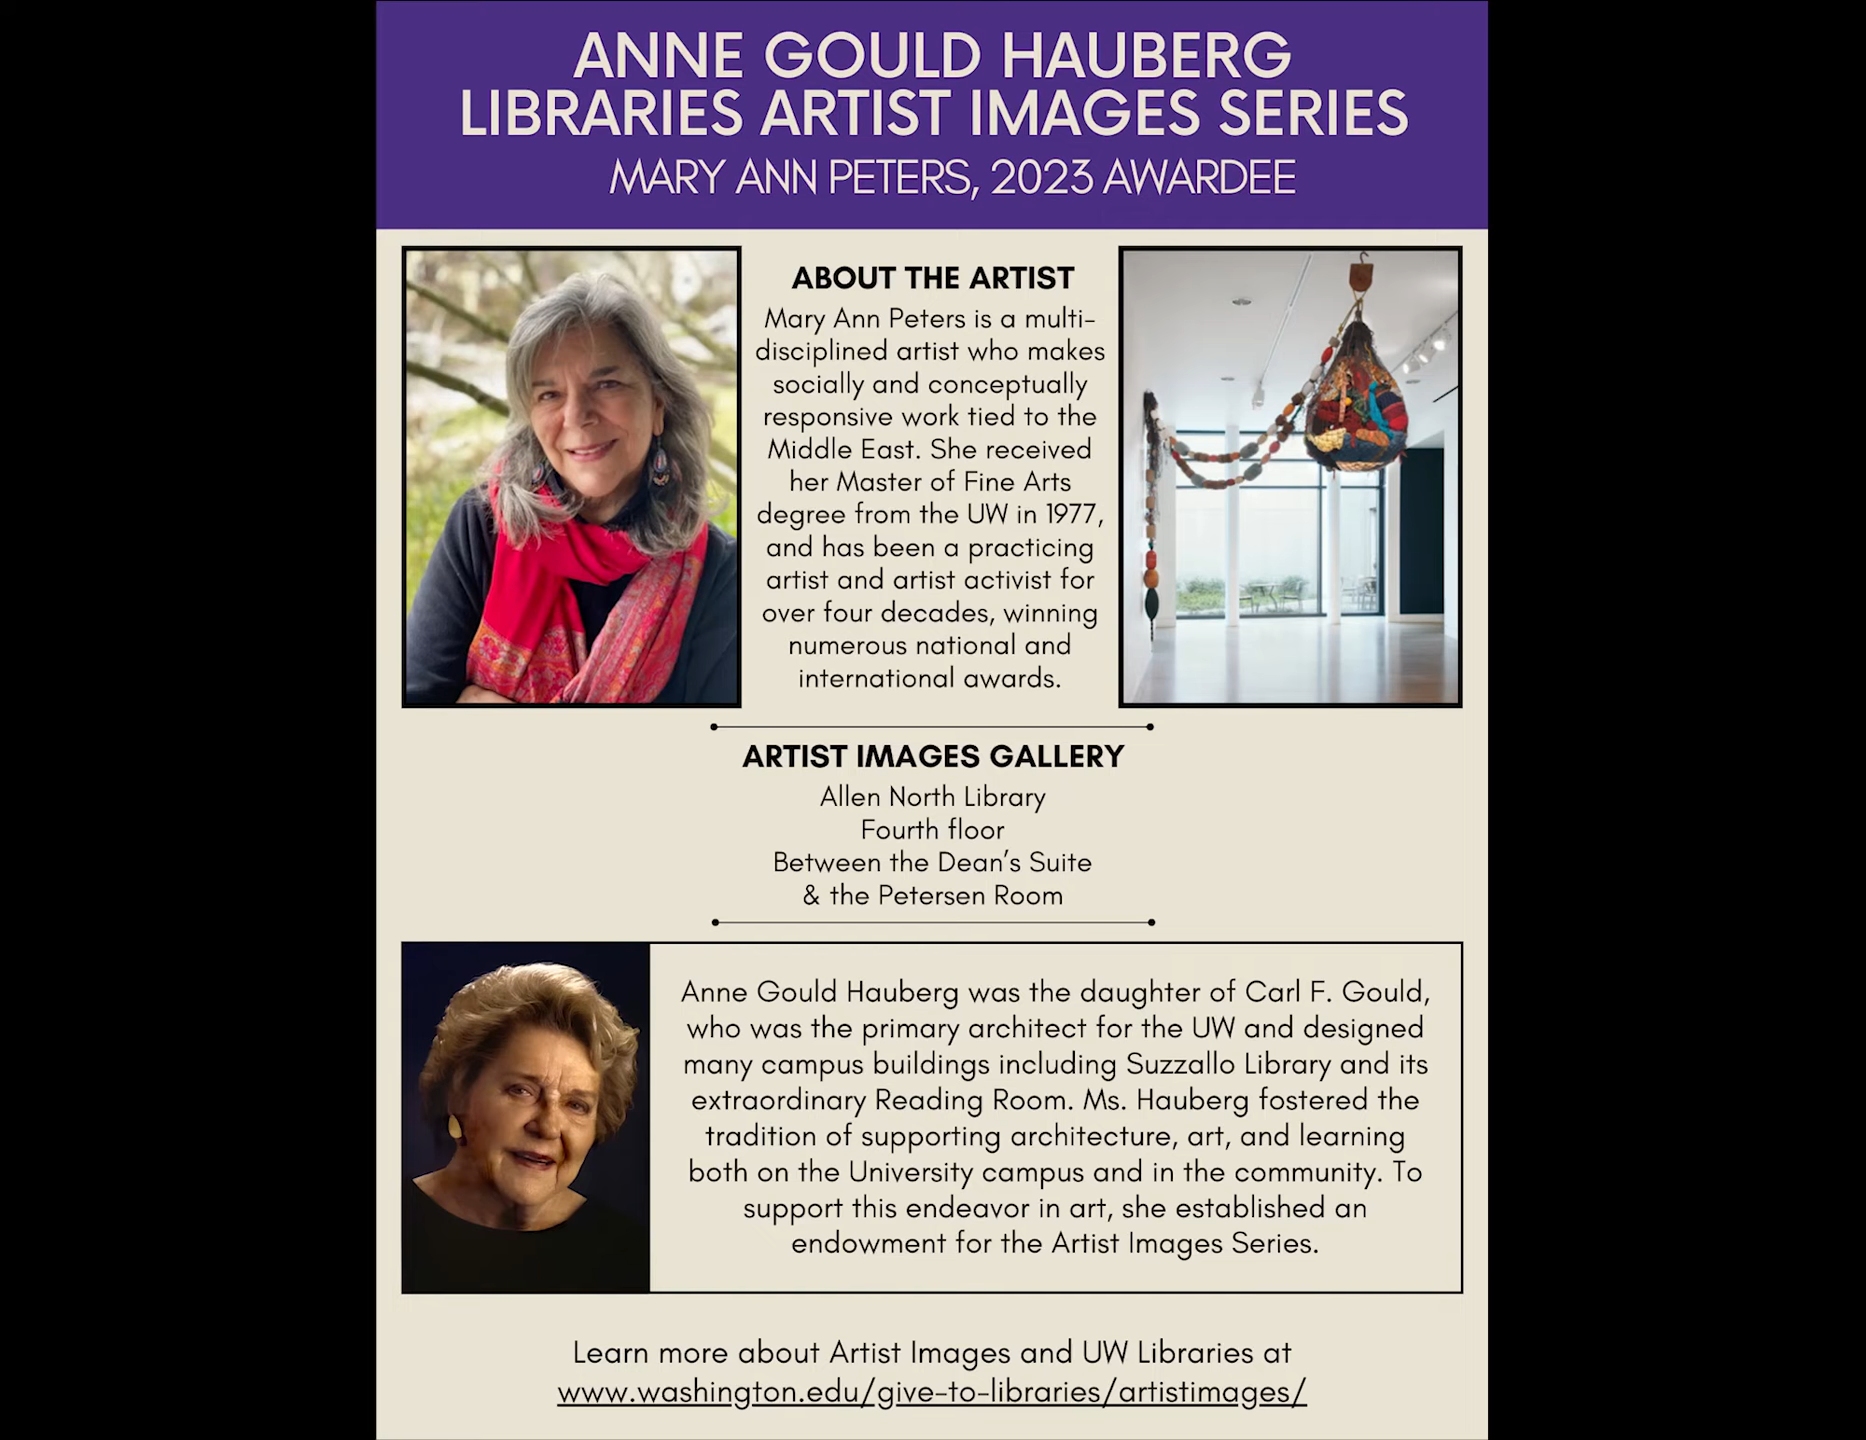 ANNE GOULD HAUBERG
LIBRARIES ARTIST IMAGES SERIES
MARY ANN PETERS, 2023 AWARDEE
ABOUT THE ARTIST
Mary Ann Peters is a multi-
disciplined artist who makes
socially and conceptually
responsive work tied to the
Middle East. She received
her Master of Fine Arts
degree from the UW in 1977,
and has been a practicing
artist and artist activist for
over four decades, winning
numerous national and
international awards.
ARTIST IMAGES GALLERY
Allen North Library
Fourth floor
Between the Dean's Suite
& the Petersen Room
Anne Gould Hauberg was the daughter of Carl F. Gould,
who was the primary architect for the UW and designed
many campus buildings including Suzzallo Library and its
extraordinary Reading Room. Ms. Hauberg fostered the
tradition of supporting architecture, art, and learning
both on the University campus and in the community. To
support this endeavor in art, she established an
endowment for the Artist Images Series.
Learn more about Artist Images and UW Libraries at
www.washington.edu/give-to-libraries/artistimages/